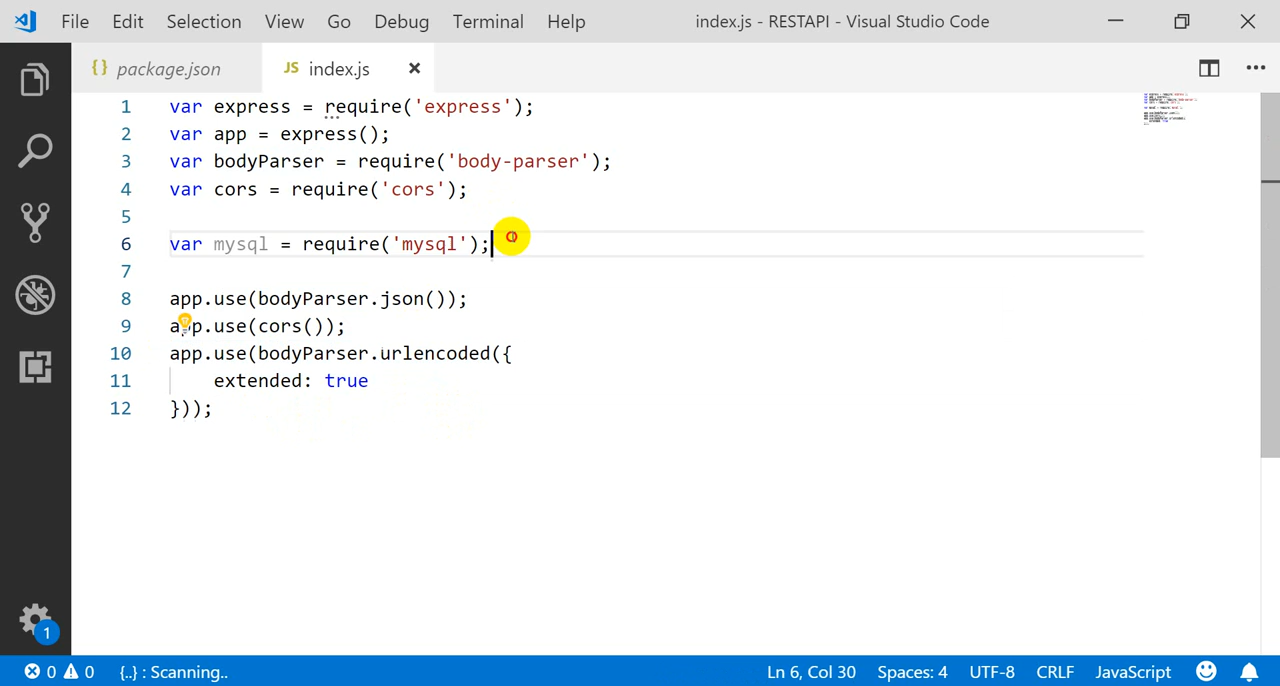 File Edit Selection View Go Debug Terminal Help index.js - RESTAPI - Visual Studio Code
{} package.json JS index.js
1 var express = require('express');
2 var app = express();
3 var bodyParser = require('body-parser');
4 var cors = require('cors');
5
6 var mysql = require('mysql');
7
8 app.use(bodyParser.json());
9 app.use(cors());
10 app.use(bodyParser.urlencoded({
11 extended: true
12 }));
1
0 0 {..} : Scanning.. Ln 6, Col 30 Spaces: 4 UTF-8 CRLF JavaScript